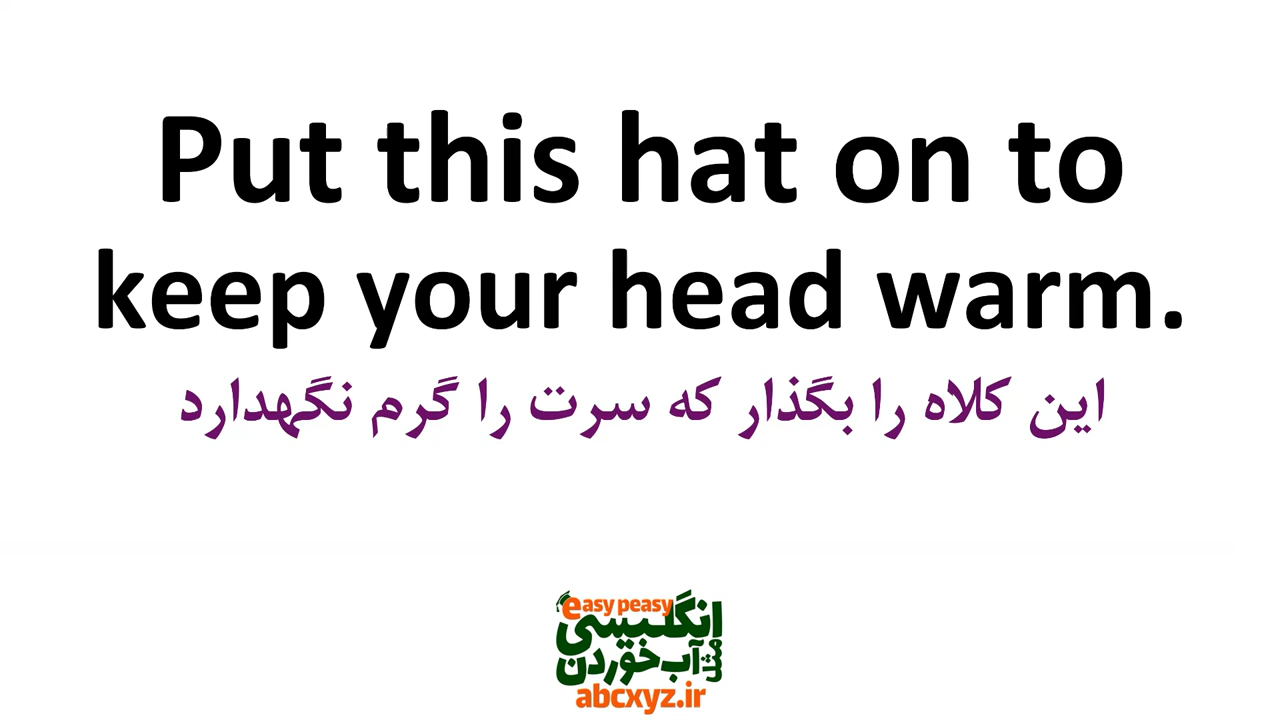 Put this hat on to
keep your head warm.
این کلاه را بگذار که سرت را گرم نگهدارد
easy peasy
انگلیسی
مثل آب خوردن
abcxyz.ir